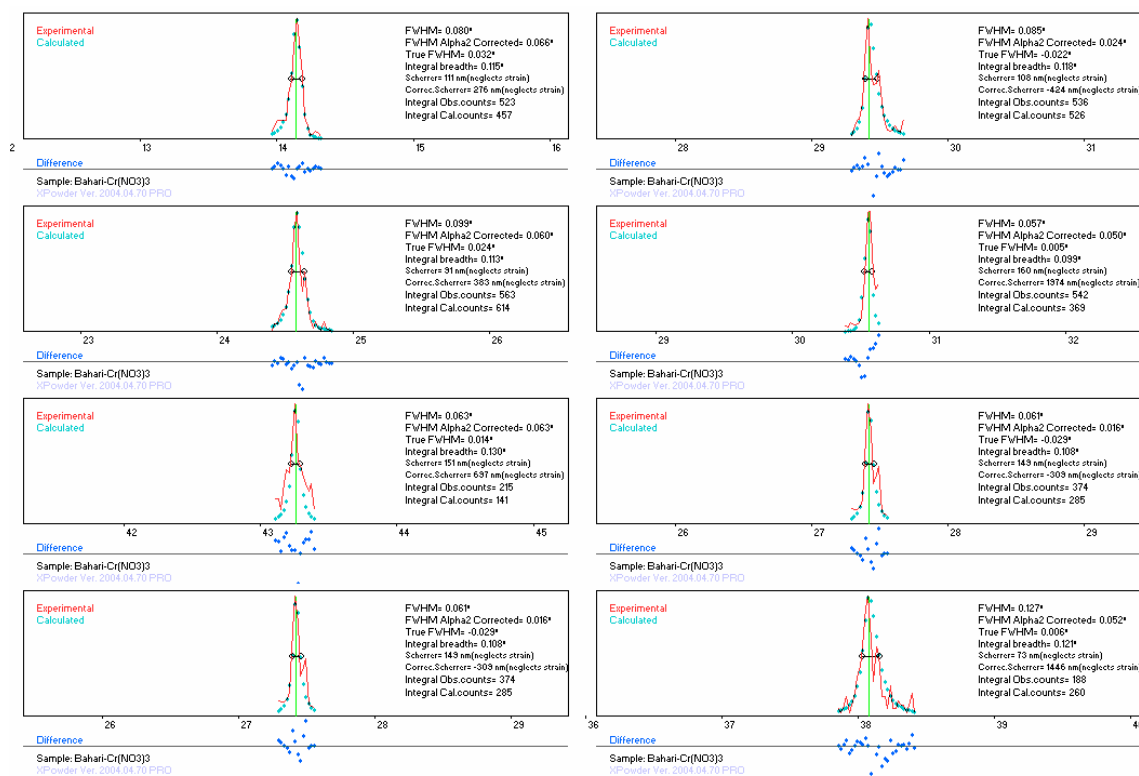 Experimental
Calculated
FWHM= 0.080°
FWHM Alpha2 Corrected= 0.066°
True FWHM= 0.032°
Integral breadth= 0.115°
Scherrer= 111 nm(neglects strain)
Correc.Scherrer= 276 nm(neglects strain)
Integral Obs.counts= 523
Integral Cal.counts= 457
2 13 14 15 16
Difference
Sample: Bahari-Cr(NO3)3
XPowder Ver. 2004.04.70 PRO
Experimental
Calculated
FWHM= 0.085°
FWHM Alpha2 Corrected= 0.024°
True FWHM= -0.022°
Integral breadth= 0.118°
Scherrer= 108 nm(neglects strain)
Correc.Scherrer= -424 nm(neglects strain)
Integral Obs.counts= 536
Integral Cal.counts= 526
28 29 30 31
Difference
Sample: Bahari-Cr(NO3)3
XPowder Ver. 2004.04.70 PRO
Experimental
Calculated
FWHM= 0.099°
FWHM Alpha2 Corrected= 0.060°
True FWHM= 0.024°
Integral breadth= 0.113°
Scherrer= 91 nm(neglects strain)
Correc.Scherrer= 383 nm(neglects strain)
Integral Obs.counts= 563
Integral Cal.counts= 614
23 24 25 26
Difference
Sample: Bahari-Cr(NO3)3
XPowder Ver. 2004.04.70 PRO
Experimental
Calculated
FWHM= 0.057°
FWHM Alpha2 Corrected= 0.050°
True FWHM= 0.005°
Integral breadth= 0.099°
Scherrer= 160 nm(neglects strain)
Correc.Scherrer= 1974 nm(neglects strain)
Integral Obs.counts= 542
Integral Cal.counts= 369
29 30 31 32
Difference
Sample: Bahari-Cr(NO3)3
XPowder Ver. 2004.04.70 PRO
Experimental
Calculated
FWHM= 0.063°
FWHM Alpha2 Corrected= 0.063°
True FWHM= 0.014°
Integral breadth= 0.130°
Scherrer= 151 nm(neglects strain)
Correc.Scherrer= 697 nm(neglects strain)
Integral Obs.counts= 215
Integral Cal.counts= 141
42 43 44 45
Difference
Sample: Bahari-Cr(NO3)3
XPowder Ver. 2004.04.70 PRO
Experimental
Calculated
FWHM= 0.061°
FWHM Alpha2 Corrected= 0.016°
True FWHM= -0.029°
Integral breadth= 0.108°
Scherrer= 149 nm(neglects strain)
Correc.Scherrer= -309 nm(neglects strain)
Integral Obs.counts= 374
Integral Cal.counts= 285
26 27 28 29
Difference
Sample: Bahari-Cr(NO3)3
XPowder Ver. 2004.04.70 PRO
Experimental
Calculated
FWHM= 0.061°
FWHM Alpha2 Corrected= 0.016°
True FWHM= -0.029°
Integral breadth= 0.108°
Scherrer= 149 nm(neglects strain)
Correc.Scherrer= -309 nm(neglects strain)
Integral Obs.counts= 374
Integral Cal.counts= 285
26 27 28 29
Difference
Sample: Bahari-Cr(NO3)3
XPowder Ver. 2004.04.70 PRO
Experimental
Calculated
FWHM= 0.127°
FWHM Alpha2 Corrected= 0.052°
True FWHM= 0.006°
Integral breadth= 0.121°
Scherrer= 73 nm(neglects strain)
Correc.Scherrer= 1446 nm(neglects strain)
Integral Obs.counts= 188
Integral Cal.counts= 260
36 37 38 39
Difference
Sample: Bahari-Cr(NO3)3
XPowder Ver. 2004.04.70 PRO